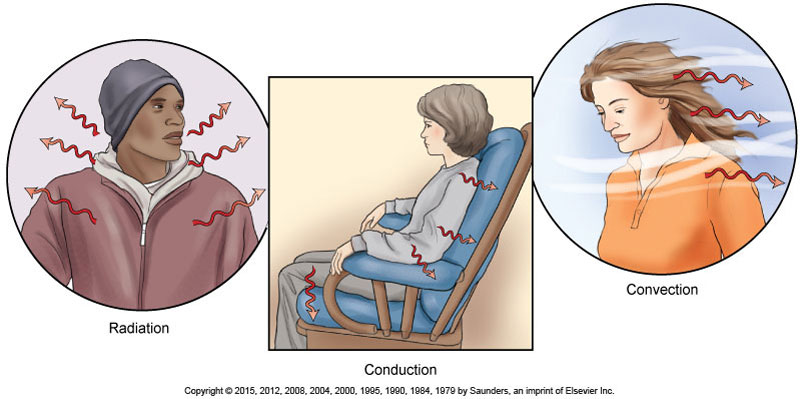 Radiation
Conduction
Convection
Copyright © 2015, 2012, 2008, 2004, 2000, 1995, 1990, 1984, 1979 by Saunders, an imprint of Elsevier Inc.